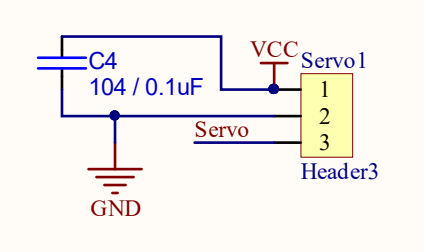 VCC
Servo1
C4
104 / 0.1uF
1
2
Servo
3
Header3
GND